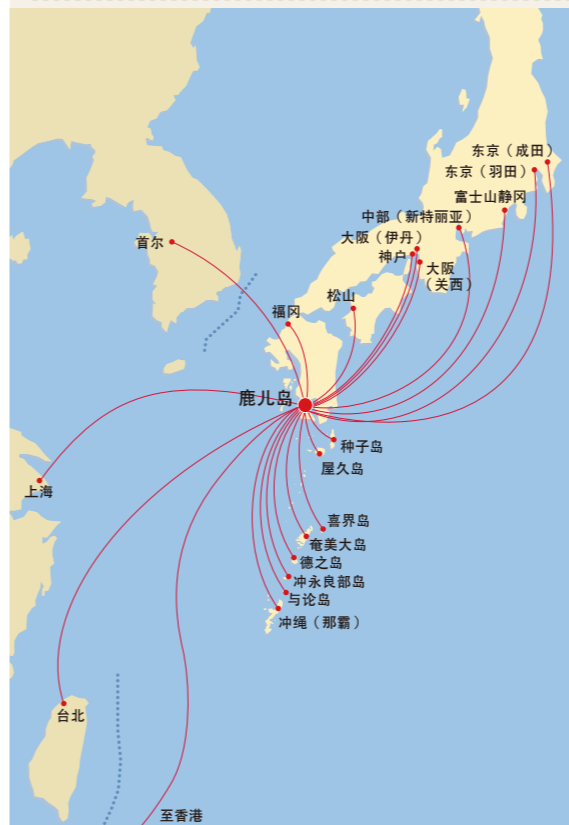 东京（成田）
东京（羽田）
富士山静冈
中部（新特丽亚）
大阪（伊丹）
神户
大阪
（关西）
首尔
松山
福冈
鹿儿岛
种子岛
屋久岛
上海
喜界岛
奄美大岛
德之岛
冲永良部岛
与论岛
冲绳（那霸）
台北
至香港